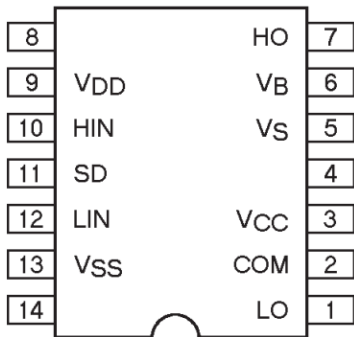 8 HO 7
9 VDD VB 6
10 HIN VS 5
11 SD 4
12 LIN VCC 3
13 VSS COM 2
14 LO 1